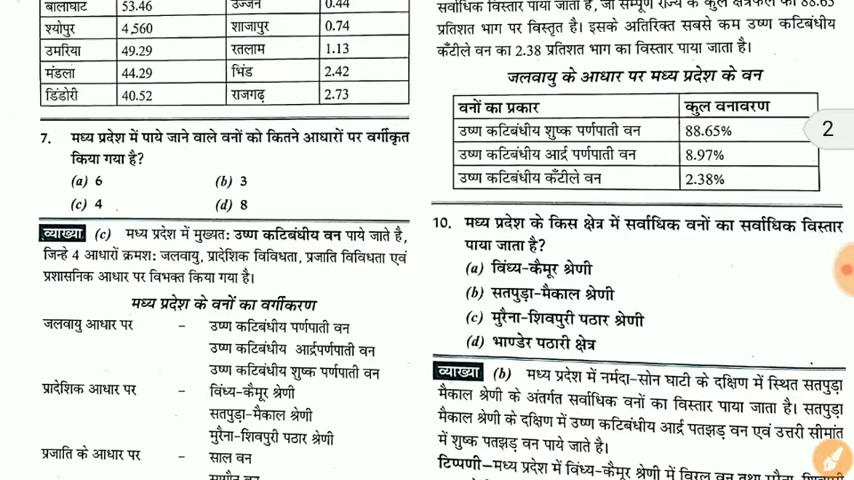 बालाघाट 53.46 उज्जैन 0.44
श्योपुर 4,560 शाजापुर 0.74
उमरिया 49.29 रतलाम 1.13
मंडला 44.29 भिंड 2.42
डिंडोरी 40.52 राजगढ़ 2.73
7. मध्य प्रदेश में पाये जाने वाले वनों को कितने आधारों पर वर्गीकृत
किया गया है?
(a) 6 (b) 3
(c) 4 (d) 8
व्याख्या (c) मध्य प्रदेश में मुख्यत: उष्ण कटिबंधीय वन पाये जाते है,
जिन्हे 4 आधारों क्रमश: जलवायु, प्रादेशिक विविधता, प्रजाति विविधता एवं
प्रशासनिक आधार पर विभक्त किया गया है।
मध्य प्रदेश के वनों का वर्गीकरण
जलवायु आधार पर – उष्ण कटिबंधीय पर्णपाती वन
उष्ण कटिबंधीय आर्द्रपर्णपाती वन
उष्ण कटिबंधीय शुष्क पर्णपाती वन
प्रादेशिक आधार पर – विंध्य-कैमूर श्रेणी
सतपुड़ा-मैकाल श्रेणी
मुरैना-शिवपुरी पठार श्रेणी
प्रजाति के आधार पर – साल वन
सागौन वन
सर्वाधिक विस्तार पाया जाता है, जो सम्पूर्ण राज्य के कुल क्षेत्रफल का 88.65
प्रतिशत भाग पर विस्तृत है। इसके अतिरिक्त सबसे कम उष्ण कटिबंधीय
कँटीले वन का 2.38 प्रतिशत भाग का विस्तार पाया जाता है।
जलवायु के आधार पर मध्य प्रदेश के वन
वनों का प्रकार कुल वनावरण
उष्ण कटिबंधीय शुष्क पर्णपाती वन 88.65%
उष्ण कटिबंधीय आर्द्र पर्णपाती वन 8.97%
उष्ण कटिबंधीय कँटीले वन 2.38%
2
10. मध्य प्रदेश के किस क्षेत्र में सर्वाधिक वनों का सर्वाधिक विस्तार
पाया जाता है?
(a) विंध्य-कैमूर श्रेणी
(b) सतपुड़ा-मैकाल श्रेणी
(c) मुरैना-शिवपुरी पठार श्रेणी
(d) भाण्डेर पठारी क्षेत्र
व्याख्या (b) मध्य प्रदेश में नर्मदा-सोन घाटी के दक्षिण में स्थित सतपुड़ा
मैकाल श्रेणी के अंतर्गत सर्वाधिक वनों का विस्तार पाया जाता है। सतपुड़ा
मैकाल श्रेणी के दक्षिण में उष्ण कटिबंधीय आर्द्र पतझड़ वन एवं उत्तरी सीमांत
में शुष्क पतझड़ वन पाये जाते है।
टिप्पणी–मध्य प्रदेश में विंध्य-कैमूर श्रेणी में विरल वन तथा